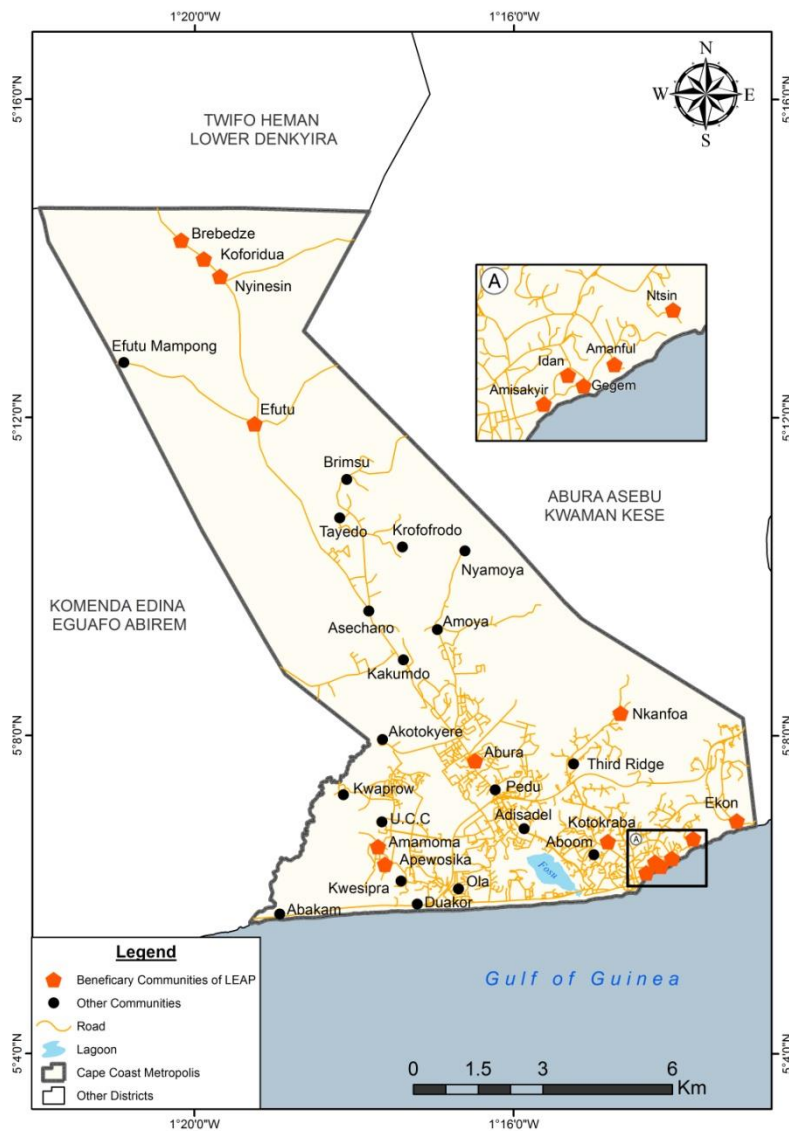 1°20'0"W
1°16'0"W
5°16'0"N
5°16'0"N
N
W
E
S
TWIFO HEMAN
LOWER DENKYIRA
Brebedze
Koforidua
Nyinesin
A
Ntsin
Efutu Mampong
Idan
Amanful
Amisakyir
Gegem
5°12'0"N
5°12'0"N
Efutu
Brimsu
ABURA ASEBU
KWAMAN KESE
Tayedo
Krofofrodo
Nyamoya
KOMENDA EDINA
EGUAFO ABIREM
Asechano
Amoya
Kakumdo
Nkanfoa
5°8'0"N
5°8'0"N
Akotokyere
Abura
Third Ridge
Kwaprow
Pedu
Ekon
U.C.C
Adisadel
Kotokraba
Amamoma
Aboom
A
Apewosika
Fosu
Kwesipra
Ola
Abakam
Duakor
Legend
Beneficary Communities of LEAP
Other Communities
Road
Lagoon
Cape Coast Metropolis
Other Districts
Gulf of Guinea
5°4'0"N
5°4'0"N
0 1.5 3 6
Km
1°20'0"W
1°16'0"W